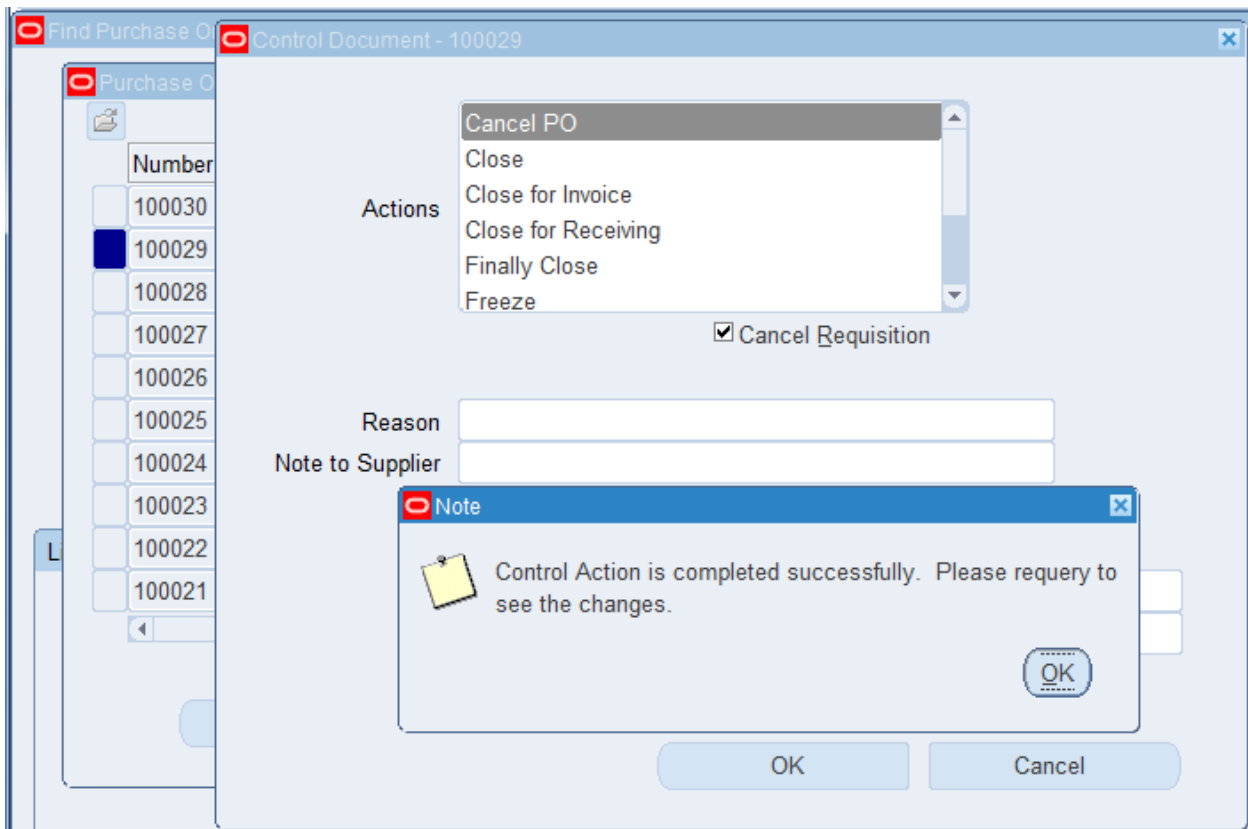 Find Purchase O
Control Document - 100029
Purchase O
Number
100030
100029
100028
100027
100026
100025
100024
100023
100022
100021
Actions
Cancel PO
Close
Close for Invoice
Close for Receiving
Finally Close
Freeze
Cancel Requisition
Reason
Note to Supplier
Note
Control Action is completed successfully.  Please requery to
see the changes.
OK
OK
Cancel